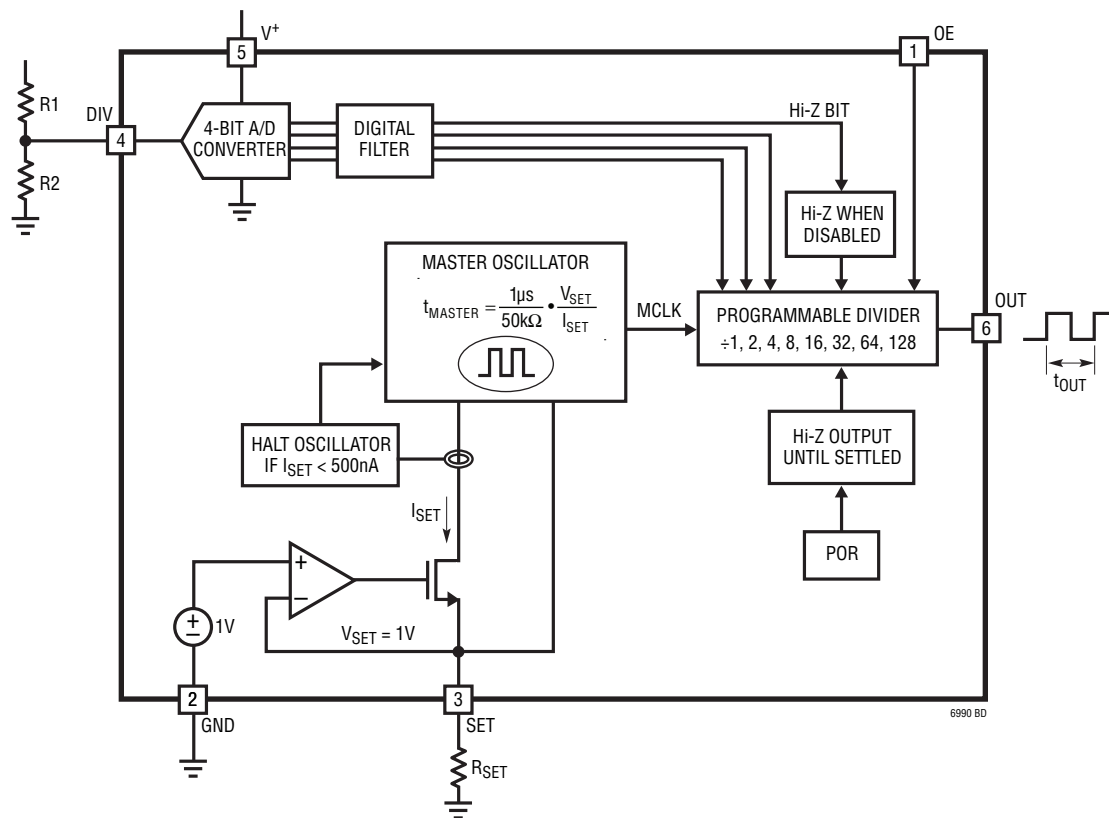 V+
5
OE
1
R1
DIV
4
4-BIT A/D
CONVERTER
DIGITAL
FILTER
Hi-Z BIT
R2
Hi-Z WHEN
DISABLED
MASTER OSCILLATOR
tMASTER = 1µs/50kΩ • VSET/ISET
MCLK
PROGRAMMABLE DIVIDER
÷1, 2, 4, 8, 16, 32, 64, 128
OUT
6
tOUT
HALT OSCILLATOR
IF ISET < 500nA
Hi-Z OUTPUT
UNTIL SETTLED
ISET
POR
+
–
+
–
1V
VSET = 1V
2
GND
3
SET
6990 BD
RSET